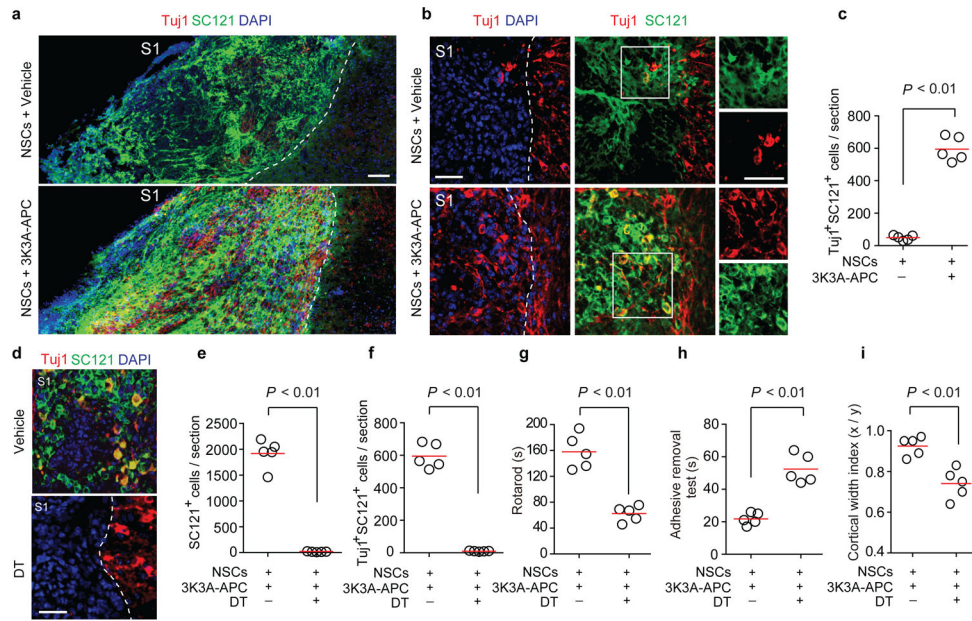 a
Tuj1 SC121 DAPI
S1
NSCs + Vehicle
S1
NSCs + 3K3A-APC
b
Tuj1 DAPI
Tuj1 SC121
S1
NSCs + Vehicle
S1
NSCs + 3K3A-APC
c
P < 0.01
Tuj1+SC121+ cells / section
800
600
400
200
0
NSCs + +
3K3A-APC – +
d
Tuj1 SC121 DAPI
S1
Vehicle
S1
DT
e
P < 0.01
SC121+ cells / section
2500
2000
1500
1000
500
0
NSCs + +
3K3A-APC + +
DT – +
f
P < 0.01
Tuj1+SC121+ cells / section
800
600
400
200
0
NSCs + +
3K3A-APC + +
DT – +
g
P < 0.01
Rotarod (s)
200
160
120
80
40
0
NSCs + +
3K3A-APC + +
DT – +
h
P < 0.01
Adhesive removal
test (s)
80
60
40
20
0
NSCs + +
3K3A-APC + +
DT – +
i
P < 0.01
Cortical width index (x / y)
1.0
0.8
0.6
0.4
NSCs + +
3K3A-APC + +
DT – +